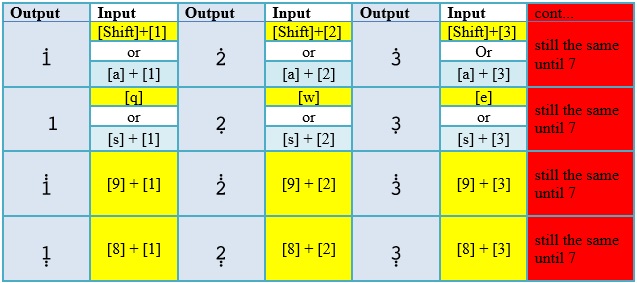 Output Input Output Input Output Input cont...
1̇ [Shift]+[1] 2̇ [Shift]+[2] 3̇ [Shift]+[3] still the same
or or Or until 7
[a] + [1] [a] + [2] [a] + [3]
1 [q] 2̣ [w] 3̣ [e] still the same
or or or until 7
[s] + [1] [s] + [2] [s] + [3]
1̇̇ [9] + [1] 2̇̇ [9] + [2] 3̇̇ [9] + [3] still the same
until 7
1̣̣ [8] + [1] 2̣̣ [8] + [2] 3̣̣ [8] + [3] still the same
until 7